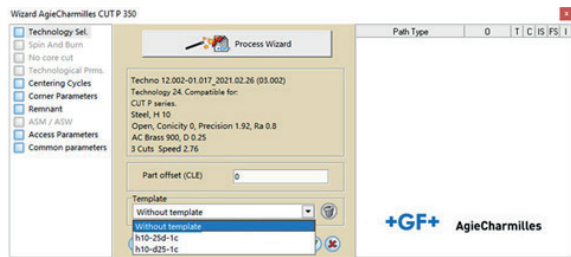 Wizard AgieCharmilles CUT P 350
Technology Sel.
Spin And Burn
No core cut
Technological Prms.
Centering Cycles
Corner Parameters
Remnant
ASM / ASW
Access Parameters
Common parameters
Process Wizard
Techno 12.002-01.017_2021.02.26 (03.002)
Technology 24. Compatible for:
CUT P series.
Steel, H 10
Open, Conicity 0, Precision 1.92, Ra 0.8
AC Brass 900, D 0.25
3 Cuts Speed 2.76
Part offset (CLE) 0
Template
Without template
Without template
h10-25d-1c
h10-d25-1c
Path Type O T C IS FS I
+GF+ AgieCharmilles